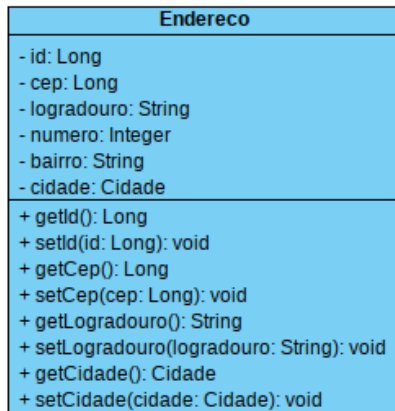 Endereco
- id: Long
- cep: Long
- logradouro: String
- numero: Integer
- bairro: String
- cidade: Cidade
+ getId(): Long
+ setId(id: Long): void
+ getCep(): Long
+ setCep(cep: Long): void
+ getLogradouro(): String
+ setLogradouro(logradouro: String): void
+ getCidade(): Cidade
+ setCidade(cidade: Cidade): void